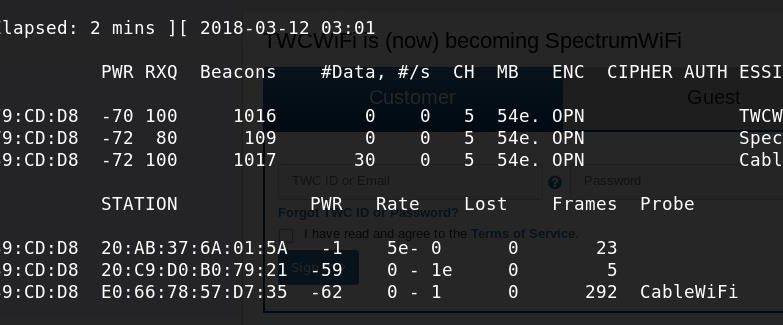 Elapsed: 2 mins ][ 2018-03-12 03:01
TWCWiFi is (now) becoming SpectrumWiFi
PWR RXQ Beacons #Data, #/s CH MB ENC CIPHER AUTH ESSI
Customer Guest
9:CD:D8 -70 100 1016 0 0 5 54e. OPN TWCW
9:CD:D8 -72 80 109 0 0 5 54e. OPN Spec
9:CD:D8 -72 100 1017 30 0 5 54e. OPN Cabl
TWC ID or Email Password
STATION PWR Rate Lost Frames Probe
Forgot TWC ID or Password?
I have read and agree to the Terms of Service.
9:CD:D8 20:AB:37:6A:01:5A -1 5e- 0 0 23
9:CD:D8 20:C9:D0:B0:79:21 -59 0 - 1e 0 5
9:CD:D8 E0:66:78:57:D7:35 -62 0 - 1 0 292 CableWiFi